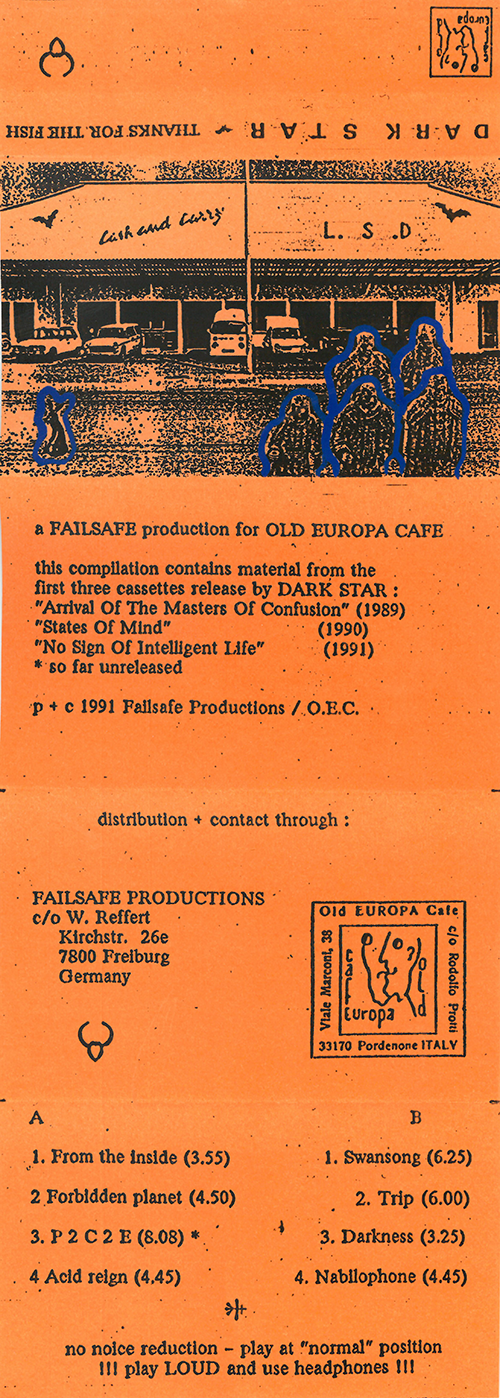 Europa
DARK STAR ★ THANKS FOR THE FISH
Cash and Carry
L. S .D
a FAILSAFE production for OLD EUROPA CAFE
this compilation contains material from the
first three cassettes release by DARK STAR :
"Arrival Of The Masters Of Confusion" (1989)
"States Of Mind" (1990)
"No Sign Of Intelligent Life" (1991)
* so far unreleased
p + c 1991 Failsafe Productions / O.E.C.
distribution + contact through :
FAILSAFE PRODUCTIONS
c/o W. Reffert
Kirchstr. 26e
7800 Freiburg
Germany
Old EUROPA Cafe
Viale Marconi, 38
c/o Rodolfo Protti
Cafe
Old
Europa
33170 Pordenone ITALY
A
1. From the inside (3.55)
2 Forbidden planet (4.50)
3. P 2 C 2 E (8.08) *
4 Acid reign (4.45)
B
1. Swansong (6.25)
2. Trip (6.00)
3. Darkness (3.25)
4. Nabilophone (4.45)
no noice reduction - play at "normal" position
!!! play LOUD and use headphones !!!